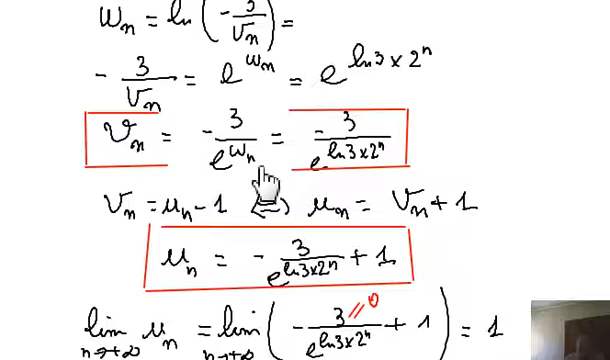 Wn = ln(-3/Vn) =
-3/Vn = e^Wn = e^(ln3×2^n)
Vn = -3/e^Wn = -3/e^(ln3×2^n)
Vn = Un - 1 ⇔ Un = Vn + 1
Un = -3/e^(ln3×2^n) + 1
lim n→+∞ Un = lim n→+∞ (-3/e^(ln3×2^n) + 1) = 1
0